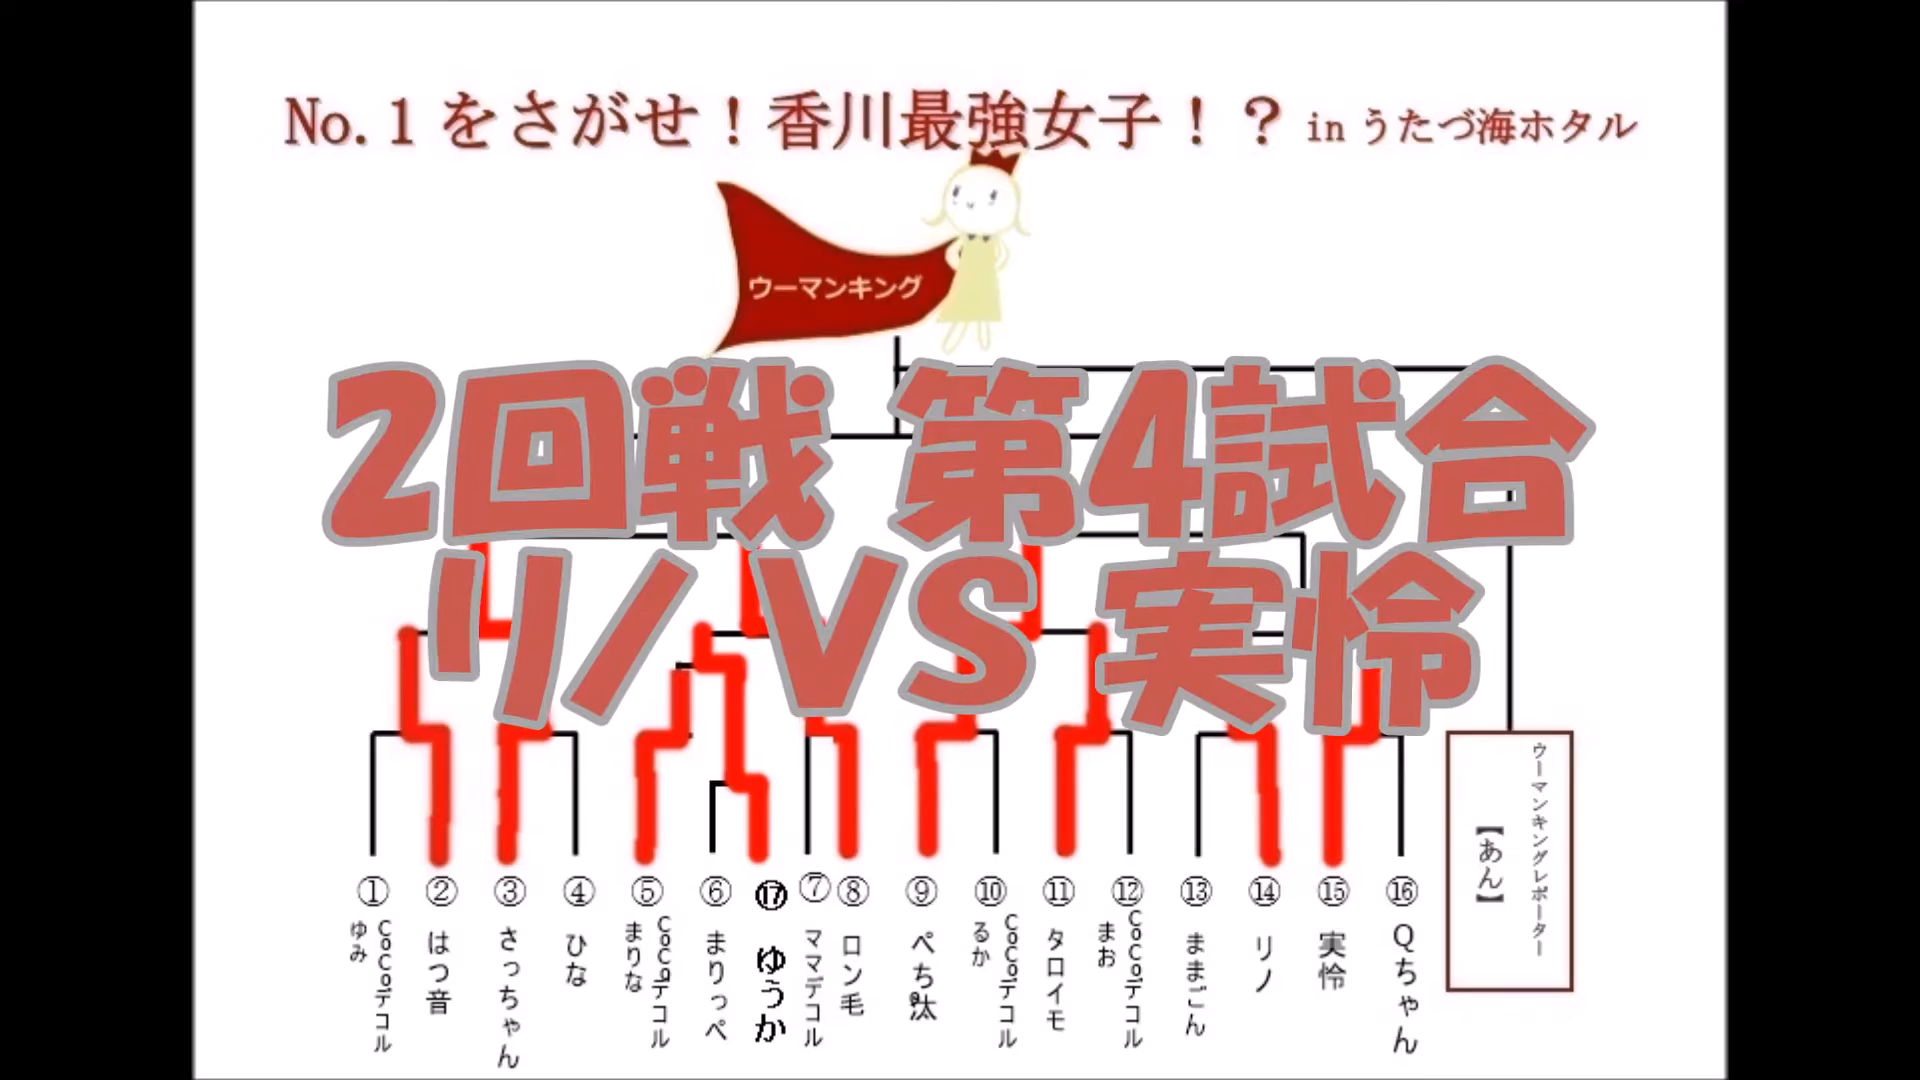 No.1をさがせ！香川最強女子！？inうたづ海ホタル
ウーマンキング
2回戦 第4試合
リノ VS 実怜
① CoCoデコル ゆみ
② はつ音
③ さっちゃん
④ ひな
⑤ CoCoデコル まりな
⑥ まりっぺ
⑰ ゆうか
⑦ ママデコル
⑧ ロン毛
⑨ ぺち
⑩ CoCoデコル るか
⑪ タロイモ
⑫ CoCoデコル まお
⑬ ままごん
⑭ リノ
⑮ 実怜
⑯ Qちゃん
ウーマンキングレポーター
【あん】